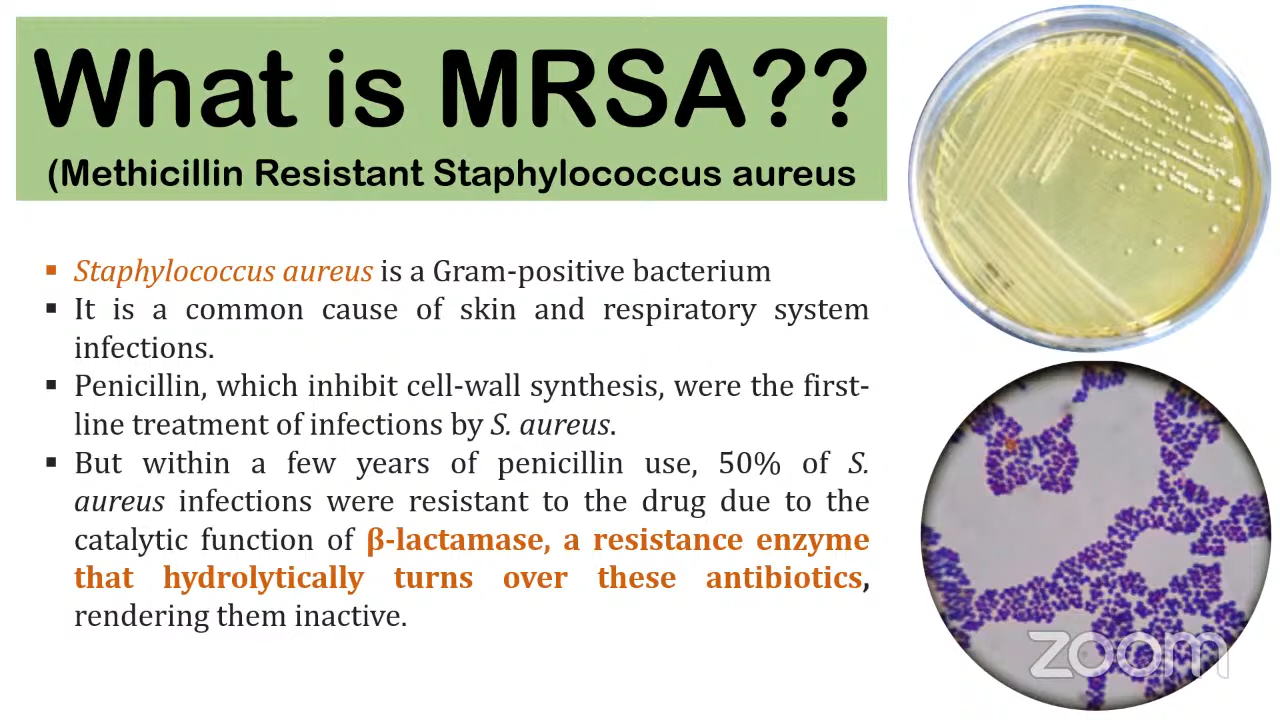 What is MRSA??
(Methicillin Resistant Staphylococcus aureus
▪ Staphylococcus aureus is a Gram-positive bacterium
▪ It is a common cause of skin and respiratory system
infections.
▪ Penicillin, which inhibit cell-wall synthesis, were the first-
line treatment of infections by S. aureus.
▪ But within a few years of penicillin use, 50% of S.
aureus infections were resistant to the drug due to the
catalytic function of β-lactamase, a resistance enzyme
that hydrolytically turns over these antibiotics,
rendering them inactive.
zoom